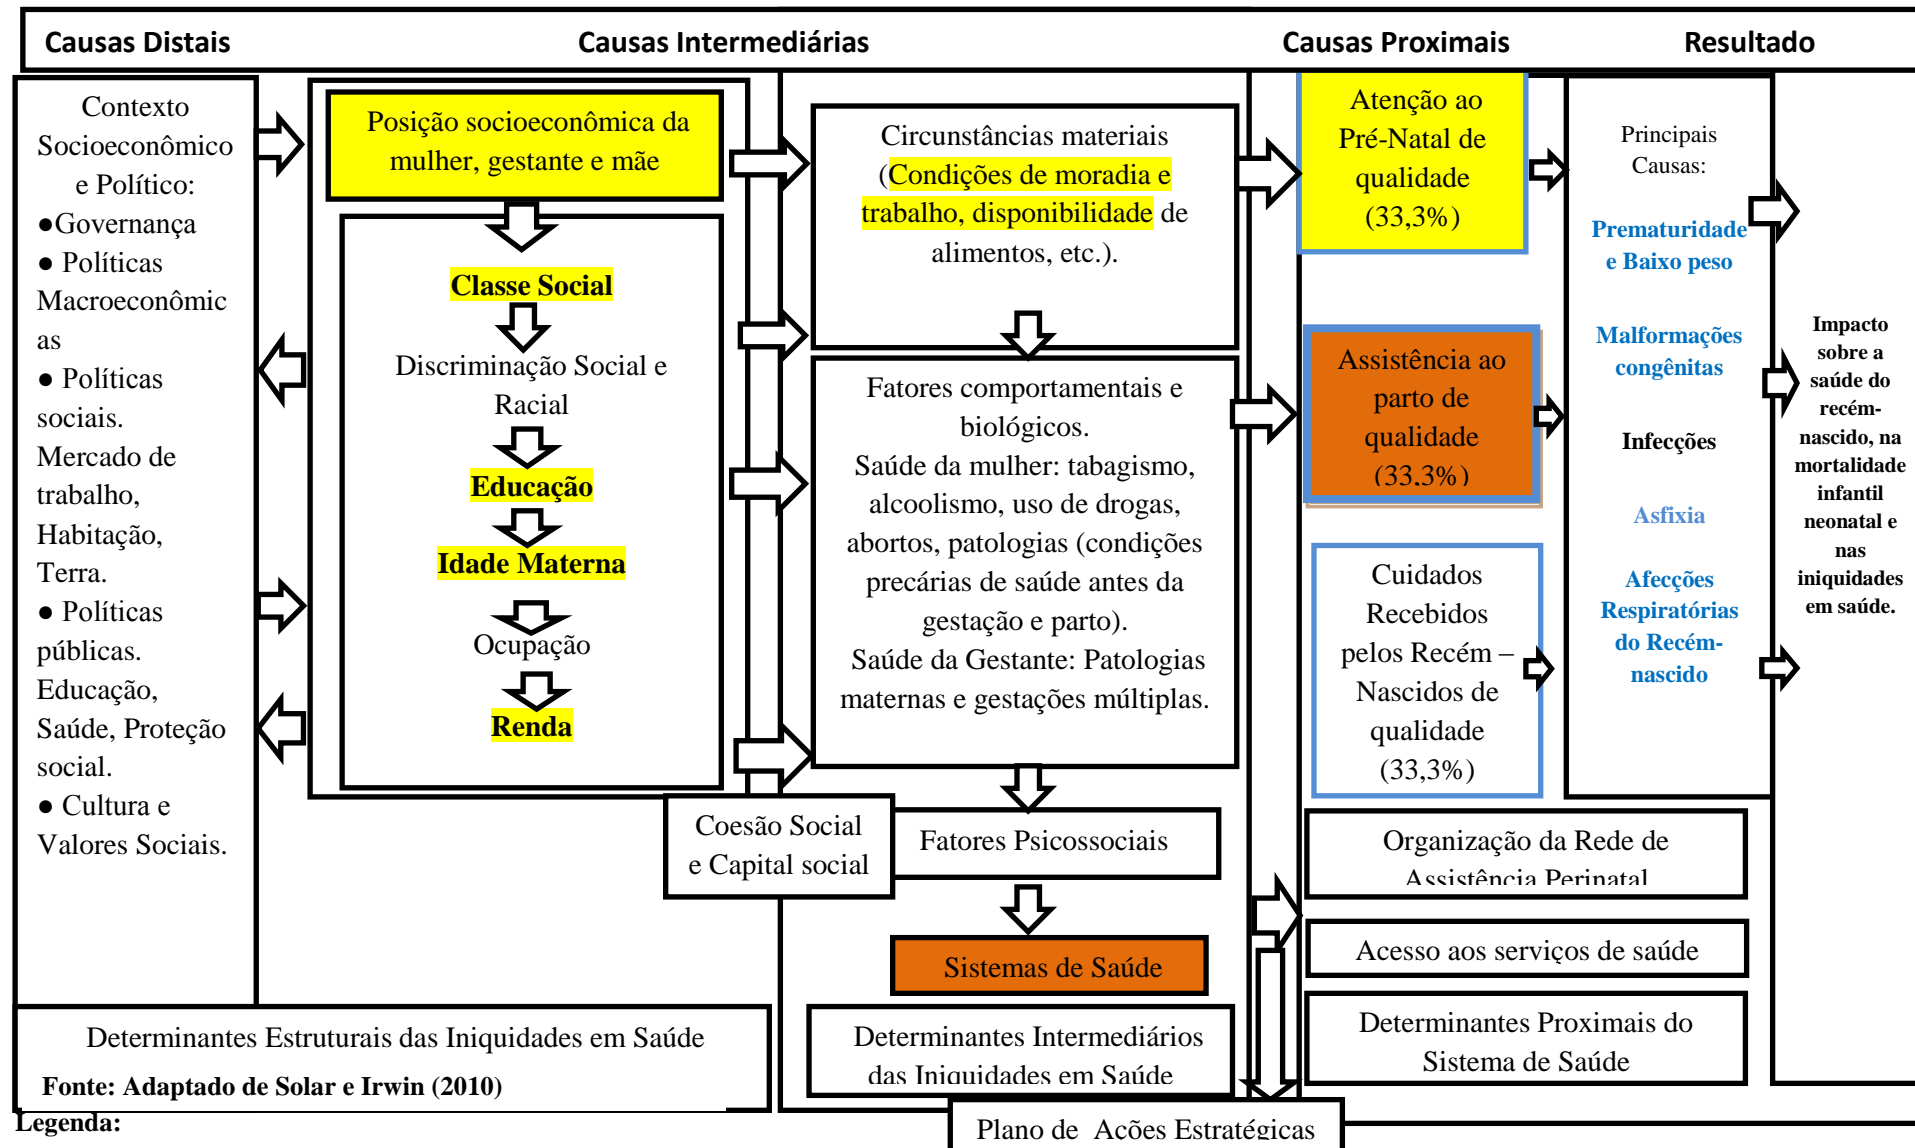 Causas Distais
Causas Intermediárias
Causas Proximais
Resultado
Contexto
Socioeconômico
e Político:
●Governança
● Políticas
Macroeconômic
as
● Políticas
sociais.
Mercado de
trabalho,
Habitação,
Terra.
● Políticas
públicas.
Educação,
Saúde, Proteção
social.
● Cultura e
Valores Sociais.
Posição socioeconômica da
mulher, gestante e mãe
Classe Social
Discriminação Social e
Racial
Educação
Idade Materna
Ocupação
Renda
Circunstâncias materiais
(Condições de moradia e
trabalho, disponibilidade de
alimentos, etc.).
Fatores comportamentais e
biológicos.
Saúde da mulher: tabagismo,
alcoolismo, uso de drogas,
abortos, patologias (condições
precárias de saúde antes da
gestação e parto).
Saúde da Gestante: Patologias
maternas e gestações múltiplas.
Coesão Social
e Capital social
Fatores Psicossociais
Sistemas de Saúde
Atenção ao
Pré-Natal de
qualidade
(33,3%)
Assistência ao
parto de
qualidade
(33,3%)
Cuidados
Recebidos
pelos Recém –
Nascidos de
qualidade
(33,3%)
Principais
Causas:
Prematuridade
e Baixo peso
Malformações
congênitas
Infecções
Asfixia
Afecções
Respiratórias
do Recém-
nascido
Impacto
sobre a
saúde do
recém-
nascido, na
mortalidade
infantil
neonatal e
nas
iniquidades
em saúde.
Organização da Rede de
Assistência Perinatal
Acesso aos serviços de saúde
Determinantes Proximais do
Sistema de Saúde
Determinantes Estruturais das Iniquidades em Saúde
Determinantes Intermediários
das Iniquidades em Saúde
Fonte: Adaptado de Solar e Irwin (2010)
Legenda:
Plano de Ações Estratégicas